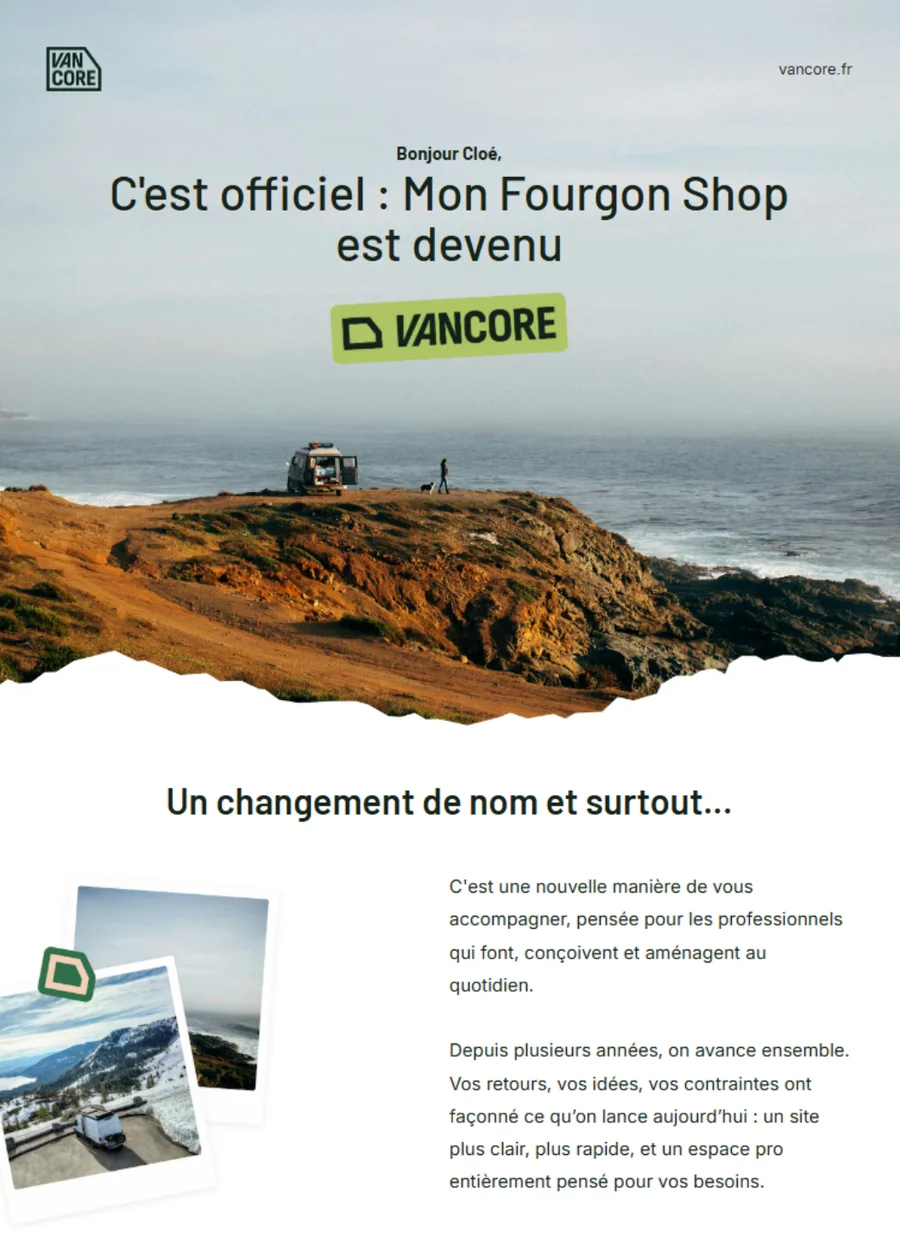 VAN
CORE
vancore.fr
Bonjour Cloé,
C'est officiel : Mon Fourgon Shop
est devenu
VANCORE
Un changement de nom et surtout...
C'est une nouvelle manière de vous
accompagner, pensée pour les professionnels
qui font, conçoivent et aménagent au
quotidien.
Depuis plusieurs années, on avance ensemble.
Vos retours, vos idées, vos contraintes ont
façonné ce qu’on lance aujourd’hui : un site
plus clair, plus rapide, et un espace pro
entièrement pensé pour vos besoins.